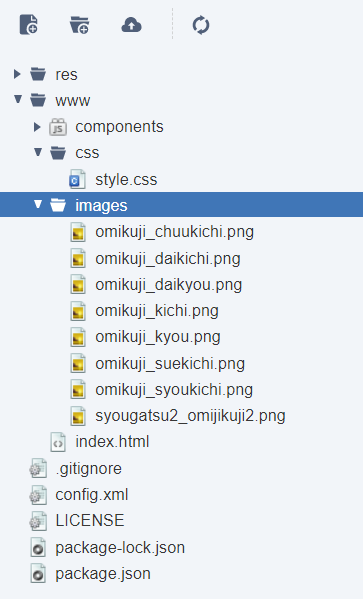 res
www
JS
components
css
style.css
images
omikuji_chuukichi.png
omikuji_daikichi.png
omikuji_daikyou.png
omikuji_kichi.png
omikuji_kyou.png
omikuji_suekichi.png
omikuji_syoukichi.png
syougatsu2_omijikuji2.png
index.html
.gitignore
config.xml
LICENSE
package-lock.json
package.json